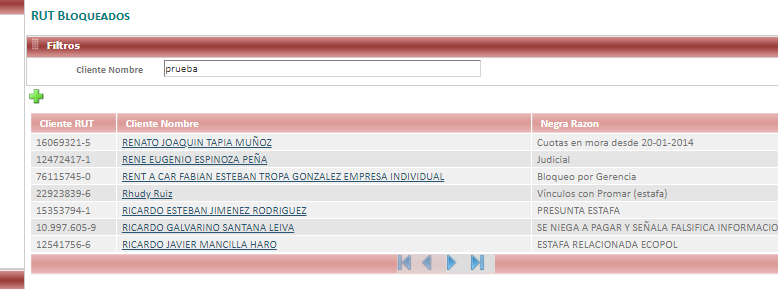 RUT BLOQUEADOS
Filtros
Cliente Nombre prueba
Cliente RUT Cliente Nombre Negra Razon
16069321-5 RENATO JOAQUIN TAPIA MUÑOZ Cuotas en mora desde 20-01-2014
12472417-1 RENE EUGENIO ESPINOZA PEÑA Judicial
76115745-0 RENT A CAR FABIAN ESTEBAN TROPA GONZALEZ EMPRESA INDIVIDUAL Bloqueo por Gerencia
22923839-6 Rhudy Ruiz Vínculos con Promar (estafa)
15353794-1 RICARDO ESTEBAN JIMENEZ RODRIGUEZ PRESUNTA ESTAFA
10.997.605-9 RICARDO GALVARINO SANTANA LEIVA SE NIEGA A PAGAR Y SEÑALA FALSIFICA INFORMACIO
12541756-6 RICARDO JAVIER MANCILLA HARO ESTAFA RELACIONADA ECOPOL